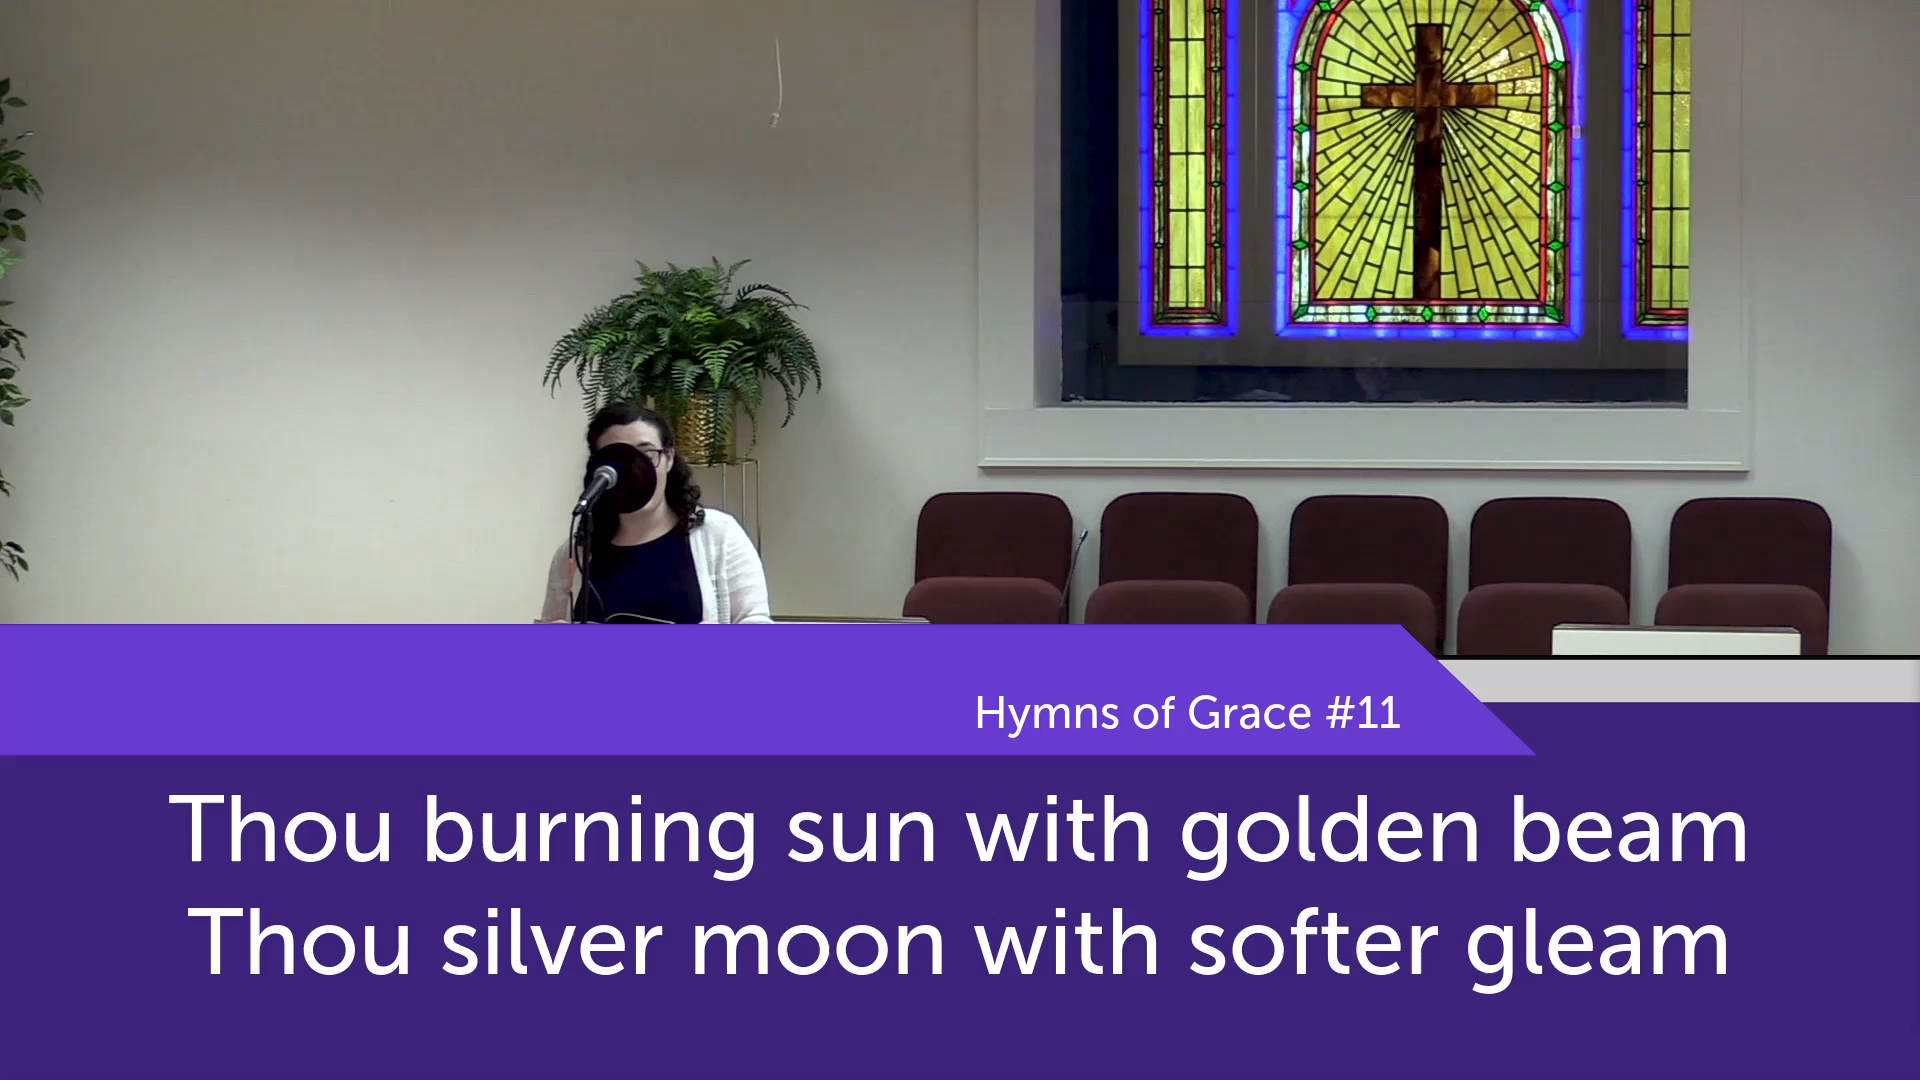 Hymns of Grace #11
Thou burning sun with golden beam
Thou silver moon with softer gleam